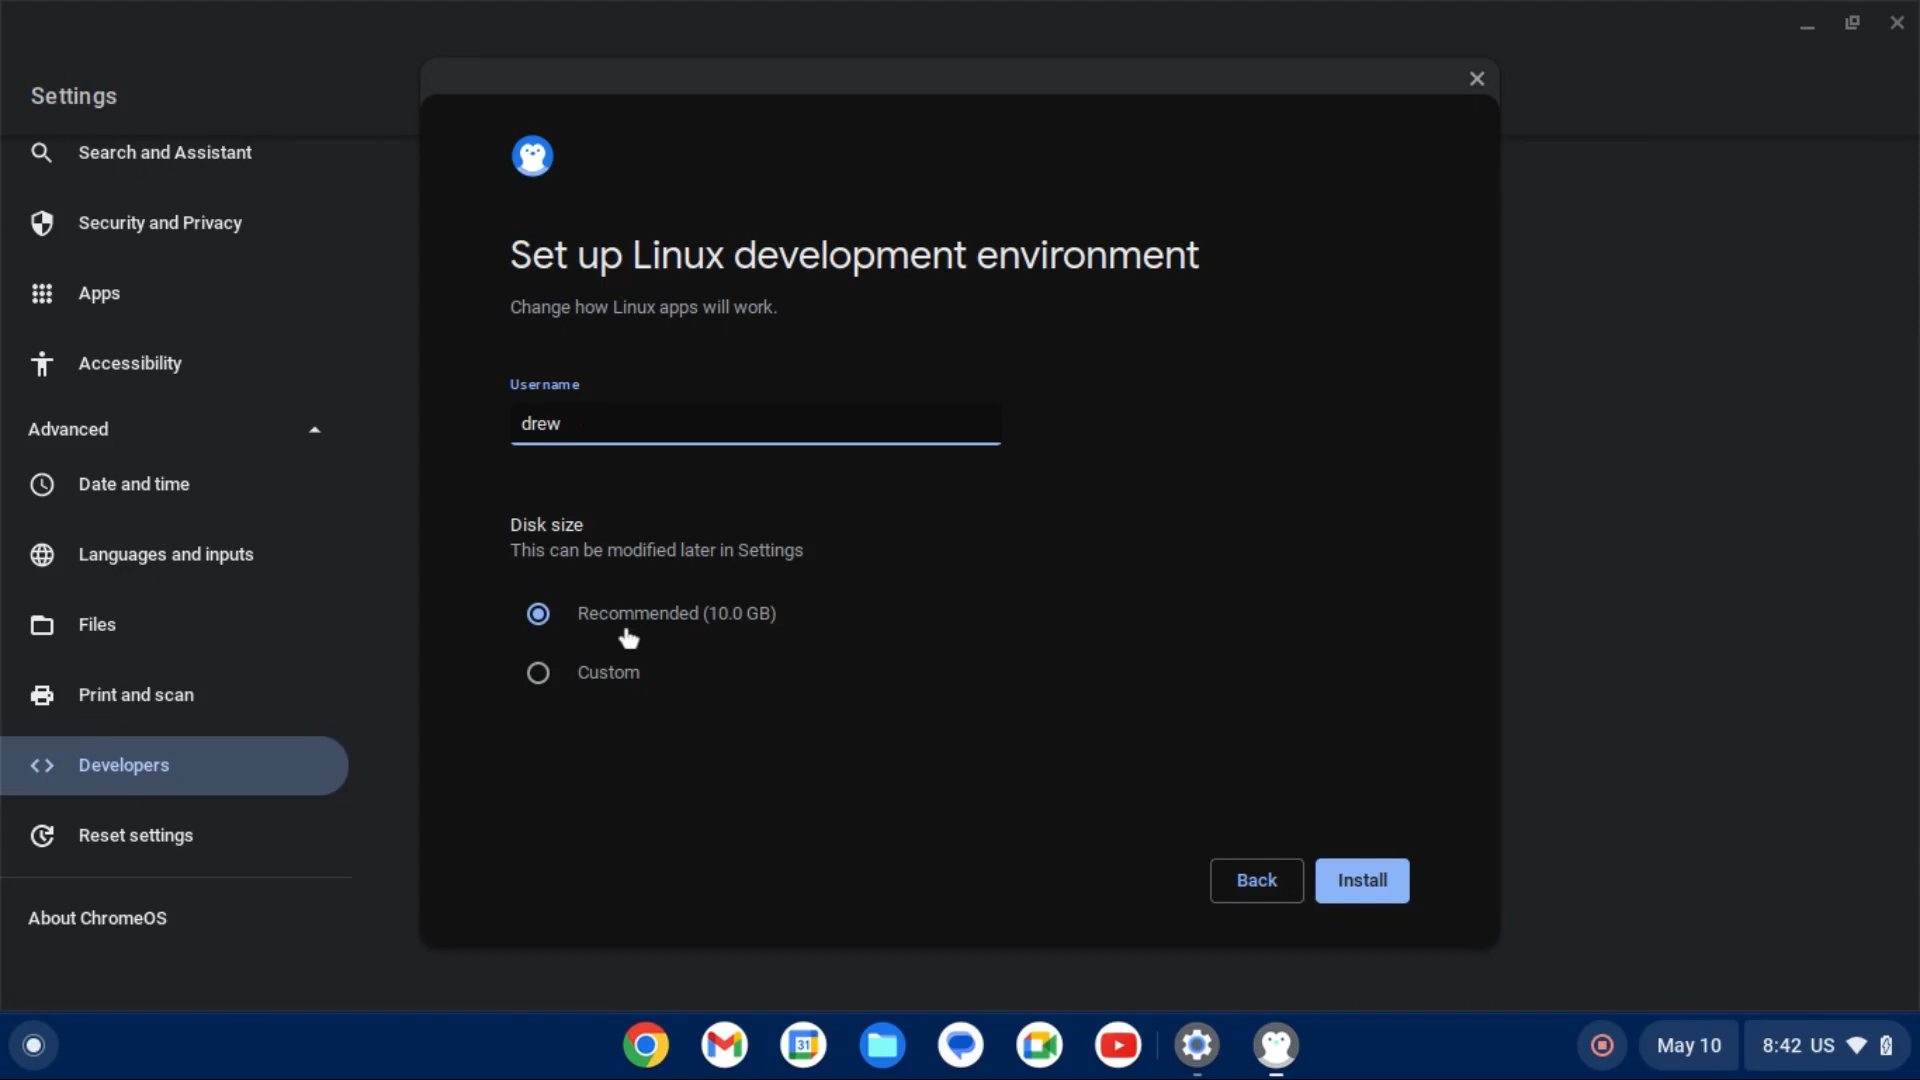 Settings
Search and Assistant
Security and Privacy
Apps
Accessibility
Advanced
Date and time
Languages and inputs
Files
Print and scan
Developers
Reset settings
About ChromeOS
Set up Linux development environment
Change how Linux apps will work.
Username
drew
Disk size
This can be modified later in Settings
Recommended (10.0 GB)
Custom
Back
Install
31
May 10
8:42 US